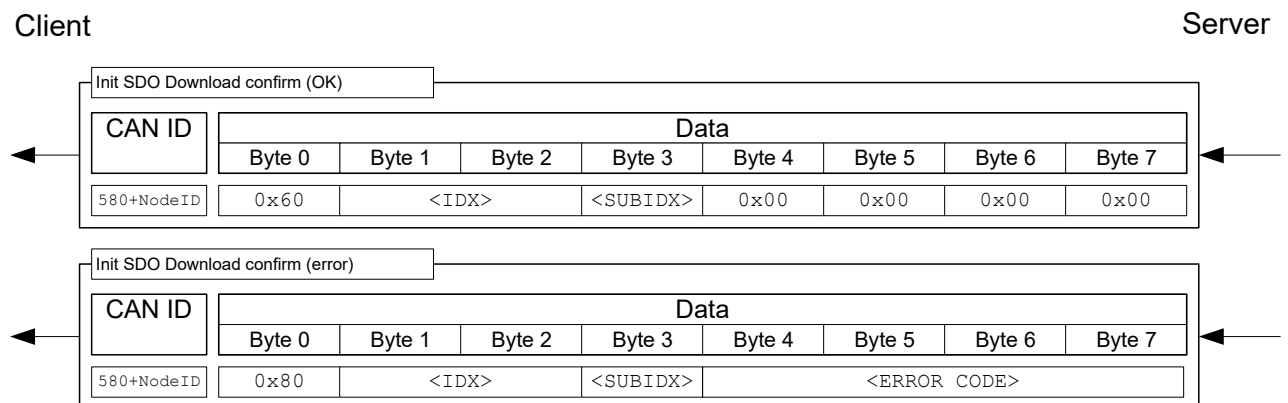 Client Server
Init SDO Download confirm (OK)
CAN ID Data
Byte 0 Byte 1 Byte 2 Byte 3 Byte 4 Byte 5 Byte 6 Byte 7
580+NodeID 0x60 <IDX> <SUBIDX> 0x00 0x00 0x00 0x00
Init SDO Download confirm (error)
CAN ID Data
Byte 0 Byte 1 Byte 2 Byte 3 Byte 4 Byte 5 Byte 6 Byte 7
580+NodeID 0x80 <IDX> <SUBIDX> <ERROR CODE>